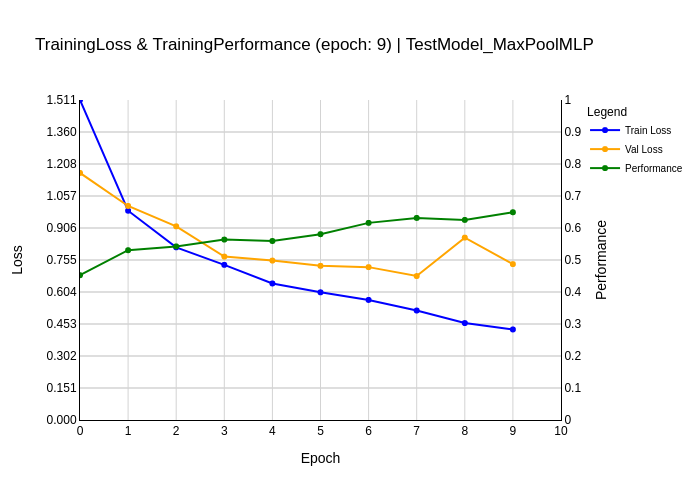 TrainingLoss & TrainingPerformance (epoch: 9) | TestModel_MaxPoolMLP
Legend
Train Loss
Val Loss
Performance
Loss
1.511
1.360
1.208
1.057
0.906
0.755
0.604
0.453
0.302
0.151
0.000
1
0.9
0.8
0.7
0.6
0.5
0.4
0.3
0.2
0.1
0
Performance
0 1 2 3 4 5 6 7 8 9 10
Epoch